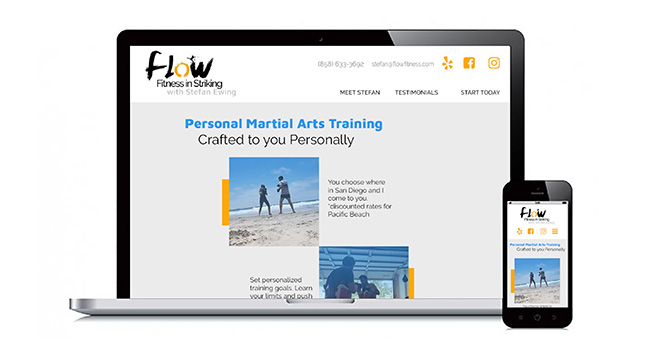 FLOW
Fitness in Striking
with Stefan Ewing
(858) 633-3692 stefan@flowfitness.com
MEET STEFAN TESTIMONIALS START TODAY
Personal Martial Arts Training
Crafted to you Personally
You choose where
in San Diego and I
come to you.
*discounted rates for
Pacific Beach
Set personalized
training goals. Learn
your limits and push
FLOW
Fitness in Striking
Personal Martial Arts Training
Crafted to you Personally